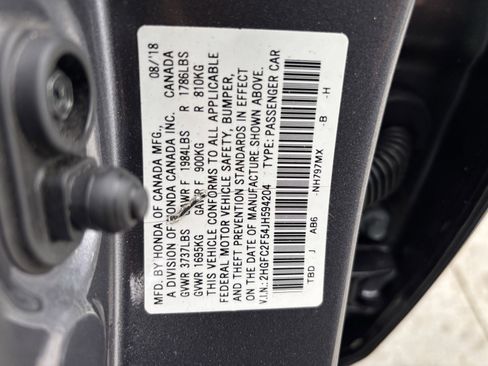 MFD. BY HONDA OF CANADA MFG., 08/'18
A DIVISION OF HONDA CANADA INC. CANADA
GVWR 3737LBS GAWR F 1984LBS R 1786LBS
GVWR 1695KG GAWR F 900KG R 810KG
THIS VEHICLE CONFORMS TO ALL APPLICABLE
FEDERAL MOTOR VEHICLE SAFETY, BUMPER,
AND THEFT PREVENTION STANDARDS IN EFFECT
ON THE DATE OF MANUFACTURE SHOWN ABOVE.
V.I.N.: 2HGFC2F54JH594204 TYPE: PASSENGER CAR
TBD J AB6 -NH797MX -B -H